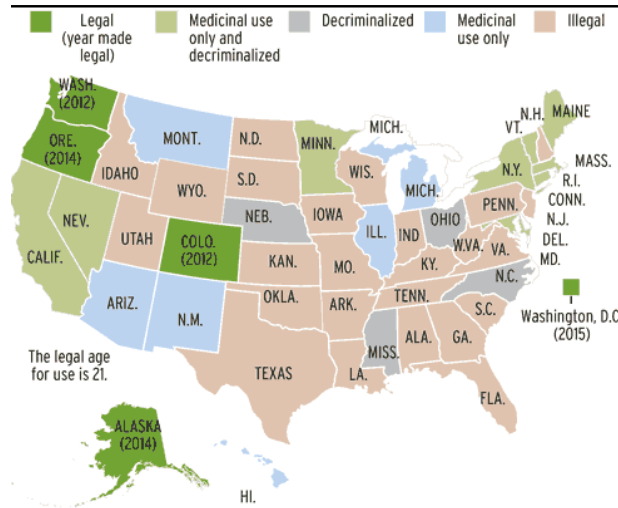 Legal
(year made
legal)
Medicinal use
only and
decriminalized
Decriminalized
Medicinal
use only
Illegal
WASH.
(2012)
ORE.
(2014)
IDAHO
MONT.
WYO.
N.D.
S.D.
MINN.
WIS.
MICH.
MICH.
VT.
N.H.
MAINE
MASS.
R.I.
CONN.
N.J.
DEL.
MD.
N.Y.
PENN.
NEV.
CALIF.
UTAH
COLO.
(2012)
NEB.
IOWA
ILL.
IND
OHIO
W.VA.
VA.
KAN.
MO.
KY.
N.C.
ARIZ.
N.M.
OKLA.
ARK.
TENN.
S.C.
MISS.
ALA.
GA.
TEXAS
LA.
FLA.
Washington, D.C
(2015)
The legal age
for use is 21.
ALASKA
(2014)
HI.